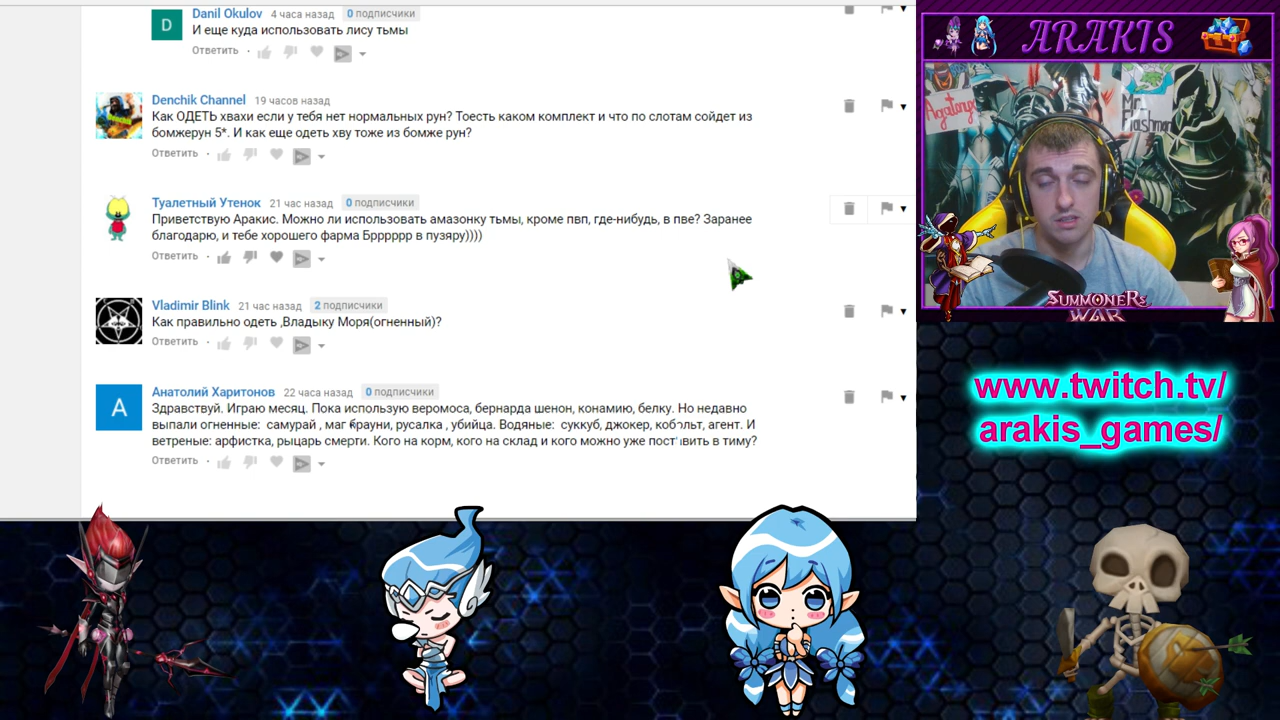 Danil Okulov 4 часа назад 0 подписчики
И еще куда использовать лису тьмы
Ответить ·
Denchik Channel 19 часов назад
Как ОДЕТЬ хвахи если у тебя нет нормальных рун? Тоесть каком комплект и что по слотам сойдет из
бомжерун 5*. И как еще одеть хву тоже из бомже рун?
Ответить ·
Туалетный Утенок 21 час назад 0 подписчики
Приветствую Аракис. Можно ли использовать амазонку тьмы, кроме пвп, где-нибудь, в пве? Заранее
благодарю, и тебе хорошего фарма Брррррр в пузяру))))
Ответить ·
Vladimir Blink 21 час назад 2 подписчики
Как правильно одеть ,Владыку Моря(огненный)?
Ответить ·
А
Анатолий Харитонов 22 часа назад 0 подписчики
Здравствуй. Играю месяц. Пока использую веромоса, бернарда шенон, конамию, белку. Но недавно
выпали огненные: самурай , маг брауни, русалка , убийца. Водяные: суккуб, джокер, кобольт, агент. И
ветреные: арфистка, рыцарь смерти. Кого на корм, кого на склад и кого можно уже поставить в тиму?
Ответить ·
D
ARAKIS
Agatonys
Mr.
Flashman
SUMMONERS
WAR
www.twitch.tv/
arakis_games/